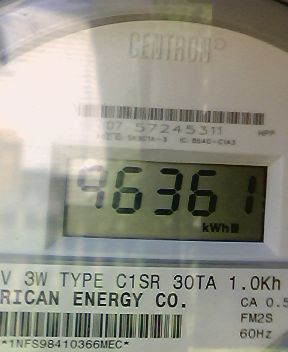 CENTRON
07 57245311 HPP
96361
kWh
V 3W TYPE C1SR 30TA 1.0Kh
RICAN ENERGY CO. CA 0.5
FM2S
*1NFS98410366MEC* 60Hz